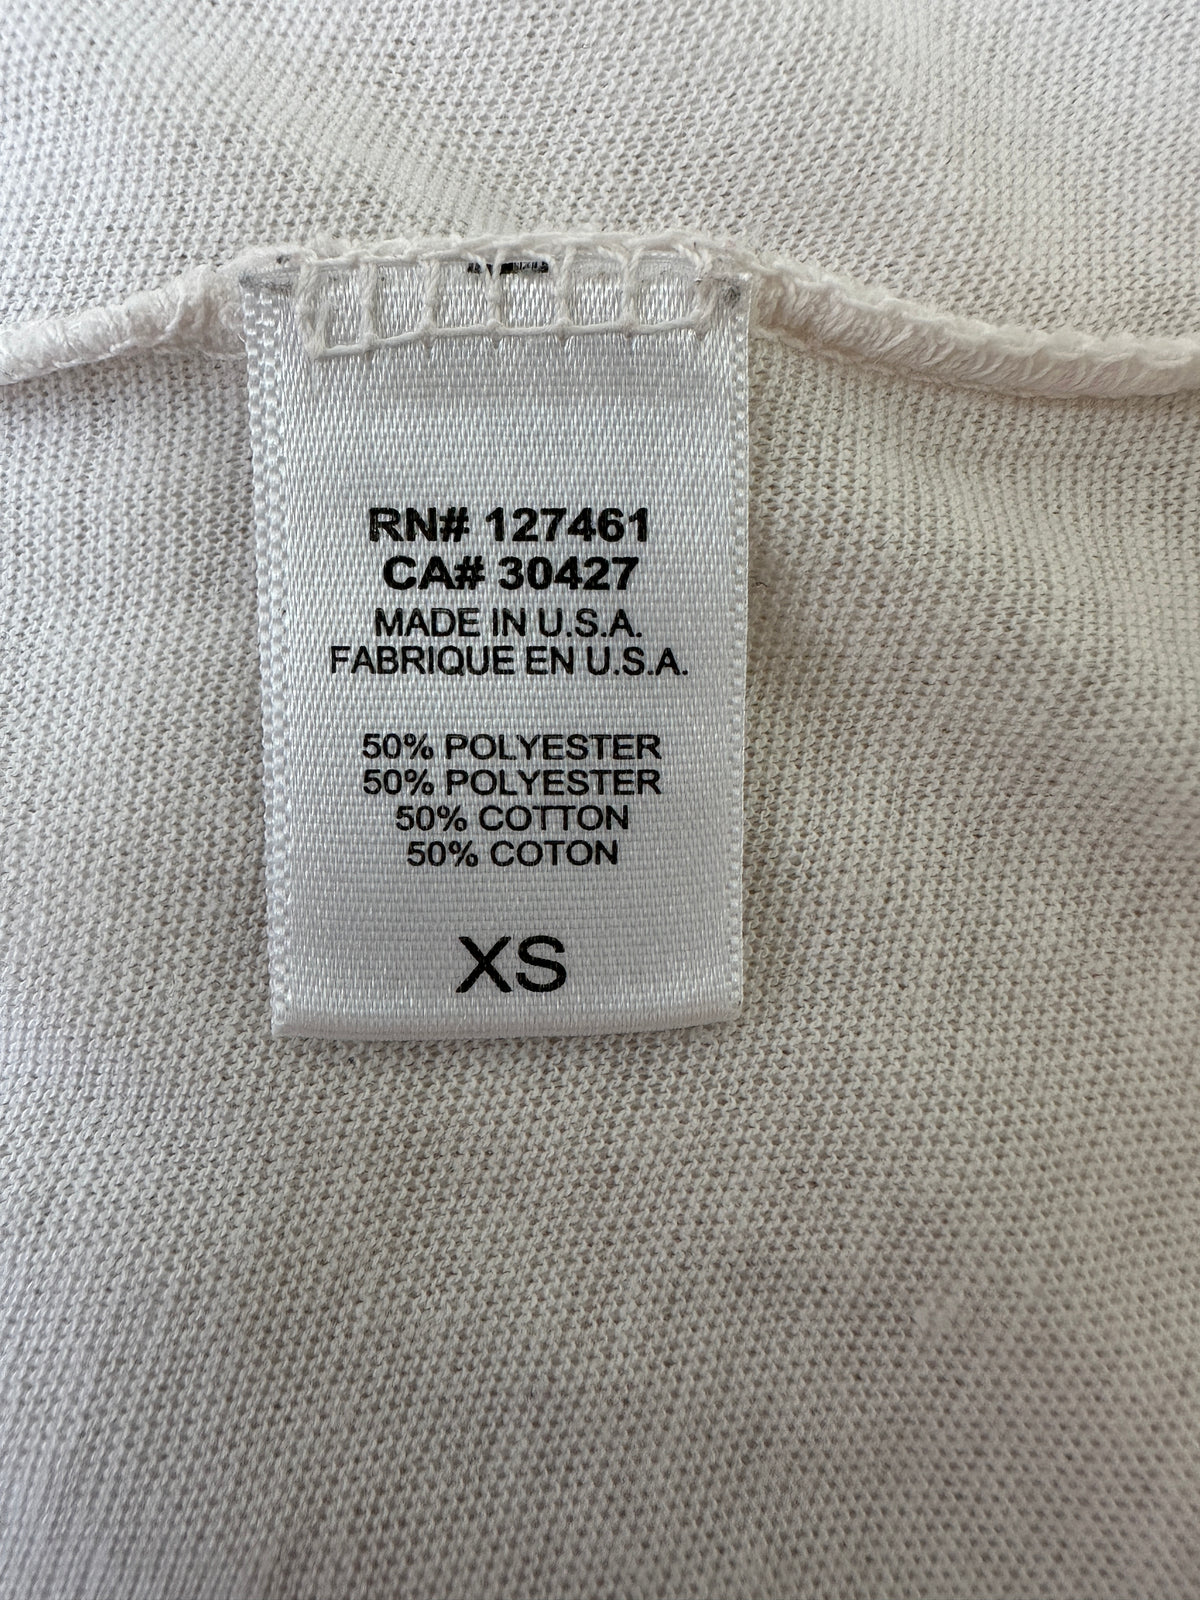 RN# 127461
CA# 30427
MADE IN U.S.A.
FABRIQUE EN U.S.A.
50% POLYESTER
50% POLYESTER
50% COTTON
50% COTON
XS